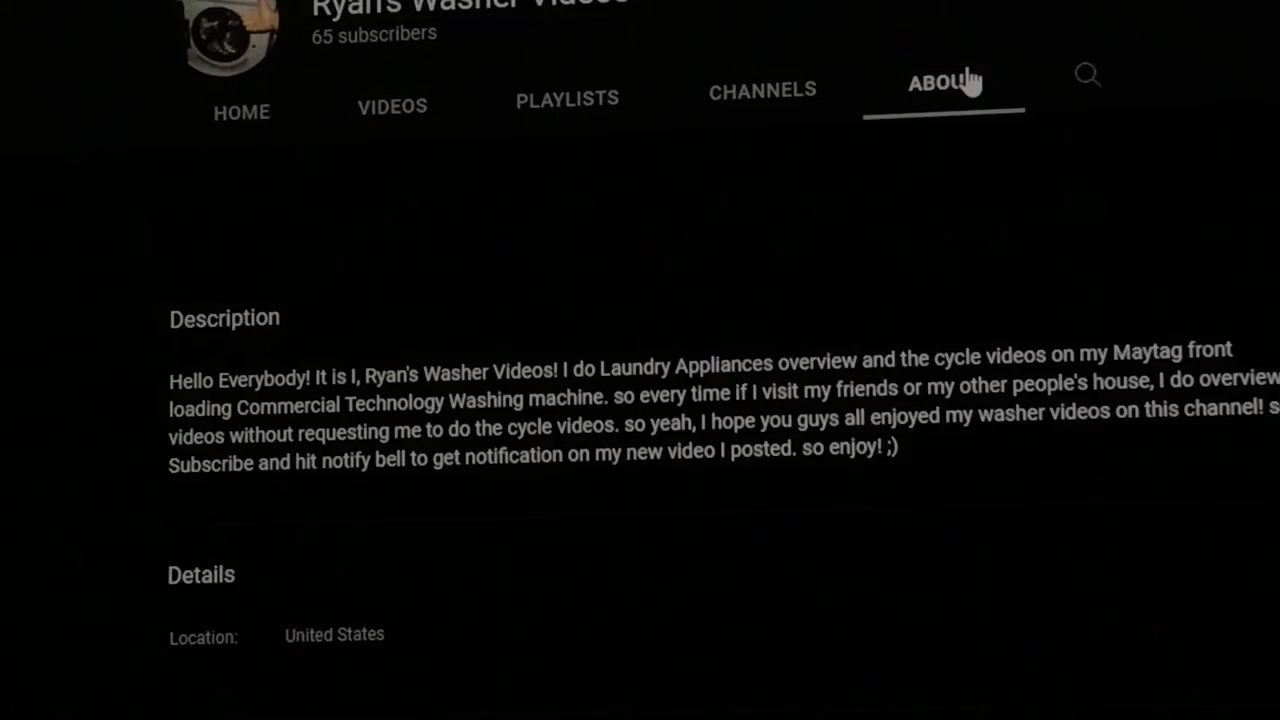 Ryan's Washer Videos
65 subscribers
HOME VIDEOS PLAYLISTS CHANNELS ABOU
Description
Hello Everybody! It is I, Ryan's Washer Videos! I do Laundry Appliances overview and the cycle videos on my Maytag front
loading Commercial Technology Washing machine. so every time if I visit my friends or my other people's house, I do overview
videos without requesting me to do the cycle videos. so yeah, I hope you guys all enjoyed my washer videos on this channel! s
Subscribe and hit notify bell to get notification on my new video I posted. so enjoy! ;)
Details
Location: United States